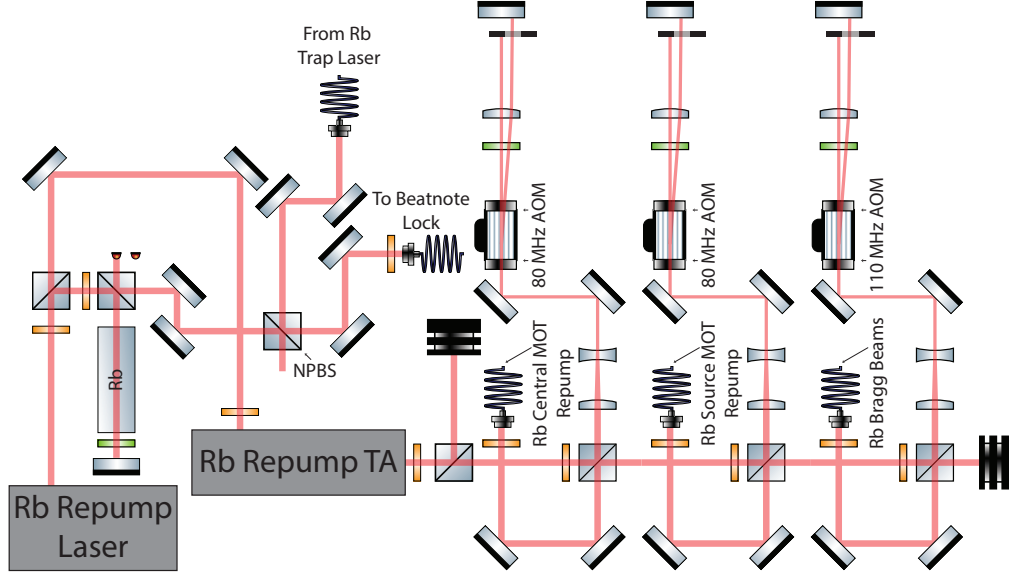 From Rb
Trap Laser
To Beatnote
Lock
80 MHz AOM
80 MHz AOM
110 MHz AOM
NPBS
Rb
Rb Central MOT
Repump
Rb Source MOT
Repump
Rb Bragg Beams
Rb Repump TA
Rb Repump
Laser